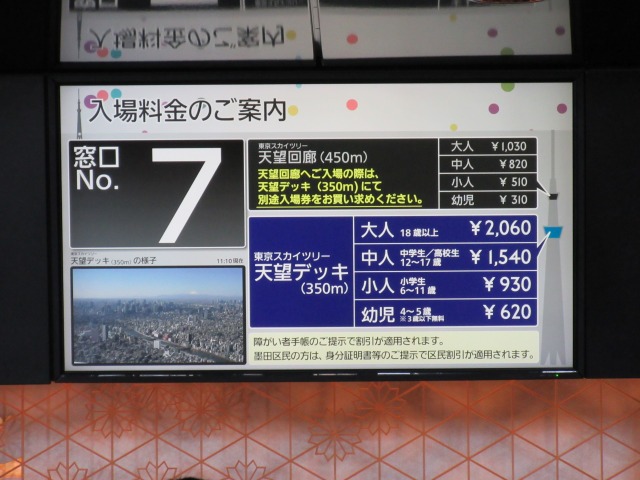 入場料金のご案内
窓口
No. 7
東京スカイツリー
天望回廊（450m）
天望回廊へご入場の際は、
天望デッキ（350m）にて
別途入場券をお買い求めください。
大人 ￥1,030
中人 ￥820
小人 ￥510
幼児 ￥310
東京スカイツリー
天望デッキ(350m)の様子 11:10現在
東京スカイツリー
天望デッキ
（350m）
大人 18歳以上 ￥2,060
中人 中学生／高校生
12〜17歳 ￥1,540
小人 小学生
6〜11歳 ￥930
幼児 4〜5歳
※3歳以下無料 ￥620
障がい者手帳のご提示で割引が適用されます。
墨田区民の方は、身分証明書等のご提示で区民割引が適用されます。